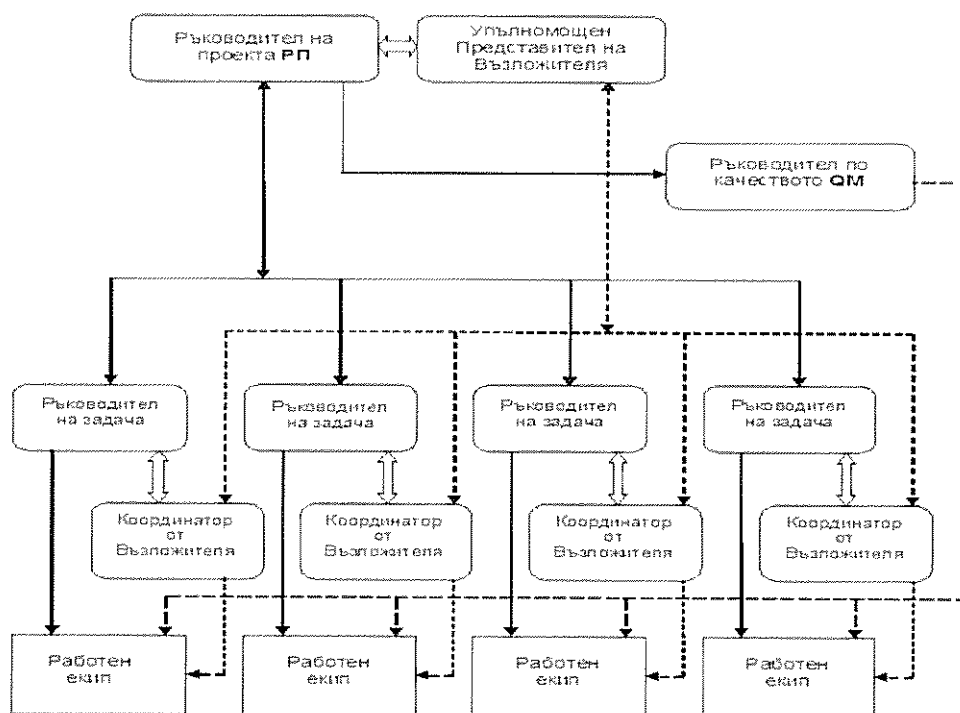 Ръководител на
проекта РП
Упълномощен
Представител на
Възложителя
Ръководител по
качеството QM
Ръководител
на задача
Ръководител
на задача
Ръководител
на задача
Ръководител
на задача
Координатор
от
Възложителя
Координатор
от
Възложителя
Координатор
от
Възложителя
Координатор
от
Възложителя
Работен
екип
Работен
екип
Работен
екип
Работен
екип